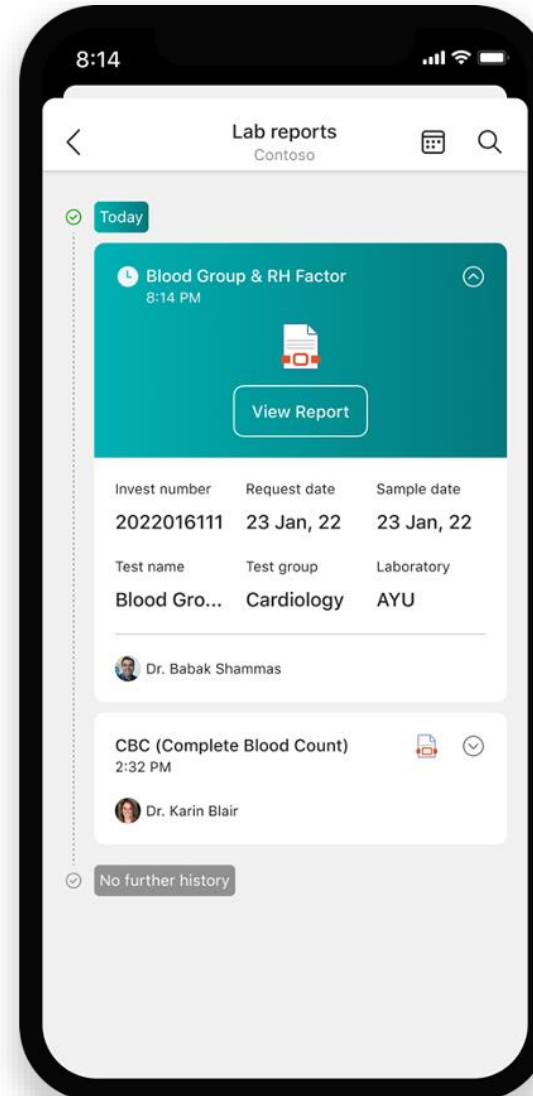 8:14
Lab reports
Contoso
Today
Blood Group & RH Factor
8:14 PM
View Report
Invest number Request date Sample date
2022016111 23 Jan, 22 23 Jan, 22
Test name Test group Laboratory
Blood Gro... Cardiology AYU
Dr. Babak Shammas
CBC (Complete Blood Count)
2:32 PM
Dr. Karin Blair
No further history